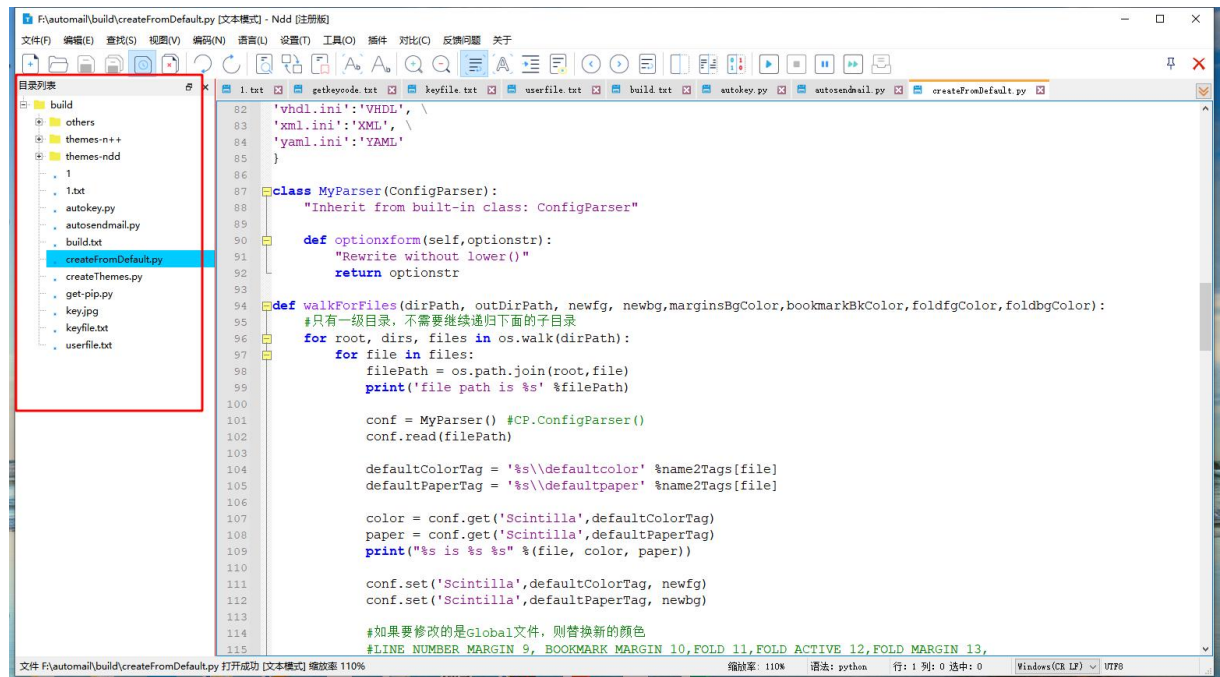 F:\automail\build\createFromDefault.py [文本模式] - Ndd [注册版]
文件(F) 编辑(E) 查找(S) 视图(V) 编码(N) 语言(L) 设置(T) 工具(O) 插件 对比(C) 反馈问题 关于
目录列表
build
others
themes-n++
themes-ndd
1
1.txt
autokey.py
autosendmail.py
build.txt
createFromDefault.py
createThemes.py
get-pip.py
key.jpg
keyfile.txt
userfile.txt
1.txt getkeycode.txt keyfile.txt userfile.txt build.txt autokey.py autosendmail.py createFromDefault.py
82 'vhdl.ini':'VHDL', \
83 'xml.ini':'XML', \
84 'yaml.ini':'YAML'
85 }
86
87 class MyParser(ConfigParser):
88 "Inherit from built-in class: ConfigParser"
89
90 def optionxform(self,optionstr):
91 "Rewrite without lower()"
92 return optionstr
93
94 def walkForFiles(dirPath, outDirPath, newfg, newbg,marginsBgColor,bookmarkBkColor,foldfgColor,foldbgColor):
95 #只有一级目录，不需要继续递归下面的子目录
96 for root, dirs, files in os.walk(dirPath):
97 for file in files:
98 filePath = os.path.join(root,file)
99 print('file path is %s' %filePath)
100
101 conf = MyParser() #CP.ConfigParser()
102 conf.read(filePath)
103
104 defaultColorTag = '%s\\defaultcolor' %name2Tags[file]
105 defaultPaperTag = '%s\\defaultpaper' %name2Tags[file]
106
107 color = conf.get('Scintilla',defaultColorTag)
108 paper = conf.get('Scintilla',defaultPaperTag)
109 print("%s is %s %s" %(file, color, paper))
110
111 conf.set('Scintilla',defaultColorTag, newfg)
112 conf.set('Scintilla',defaultPaperTag, newbg)
113
114 #如果要修改的是Global文件，则替换新的颜色
115 #LINE NUMBER MARGIN 9, BOOKMARK MARGIN 10,FOLD 11,FOLD ACTIVE 12,FOLD MARGIN 13,
文件 F:\automail\build\createFromDefault.py 打开成功 [文本模式] 缩放率 110% 缩放率: 110% 语法: python 行: 1 列: 0 选中: 0 Windows(CR LF) UTF8